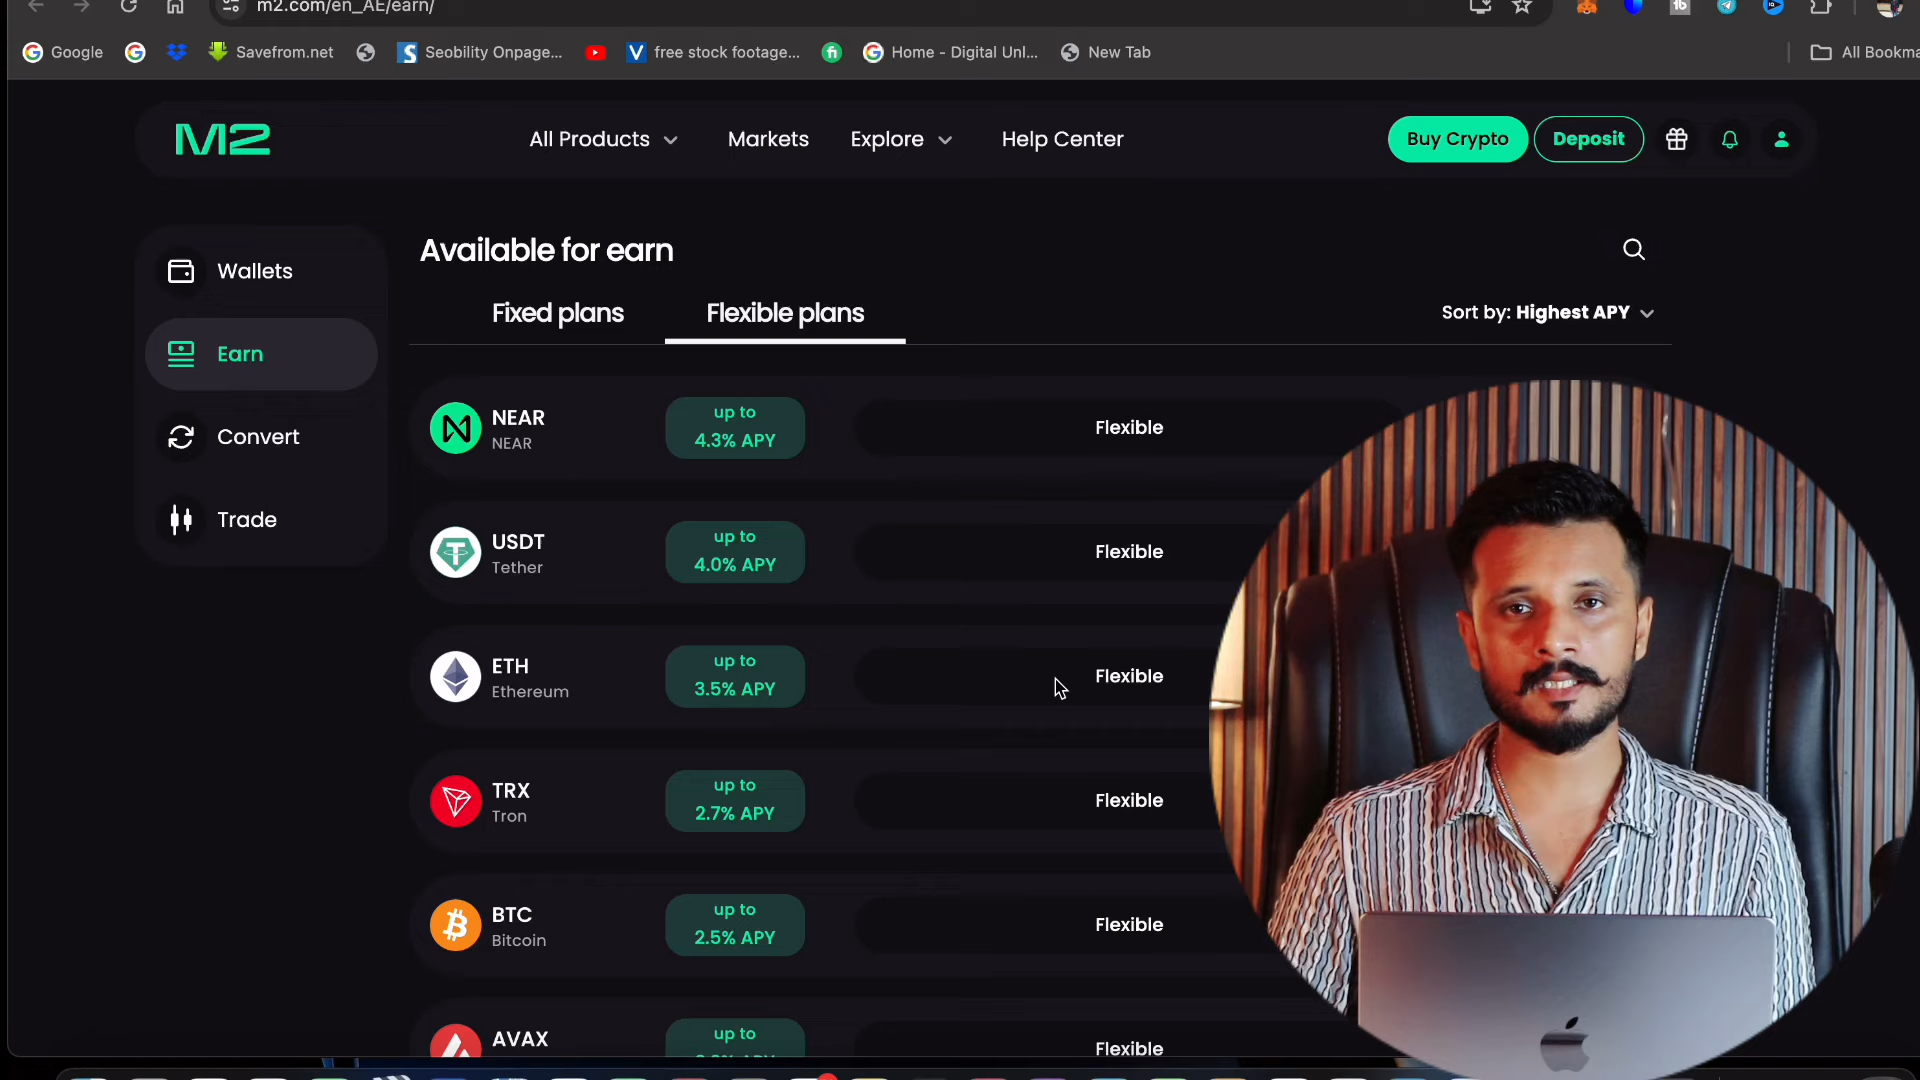 m2.com/en_AE/earn/
Google
Savefrom.net
Seobility Onpage...
free stock footage...
Home - Digital Unl...
New Tab
All Bookma
M2
All Products
Markets
Explore
Help Center
Buy Crypto
Deposit
Wallets
Earn
Convert
Trade
Available for earn
Fixed plans
Flexible plans
Sort by: Highest APY
NEAR
NEAR
up to
4.3% APY
Flexible
USDT
Tether
up to
4.0% APY
Flexible
ETH
Ethereum
up to
3.5% APY
Flexible
TRX
Tron
up to
2.7% APY
Flexible
BTC
Bitcoin
up to
2.5% APY
Flexible
AVAX
up to
Flexible